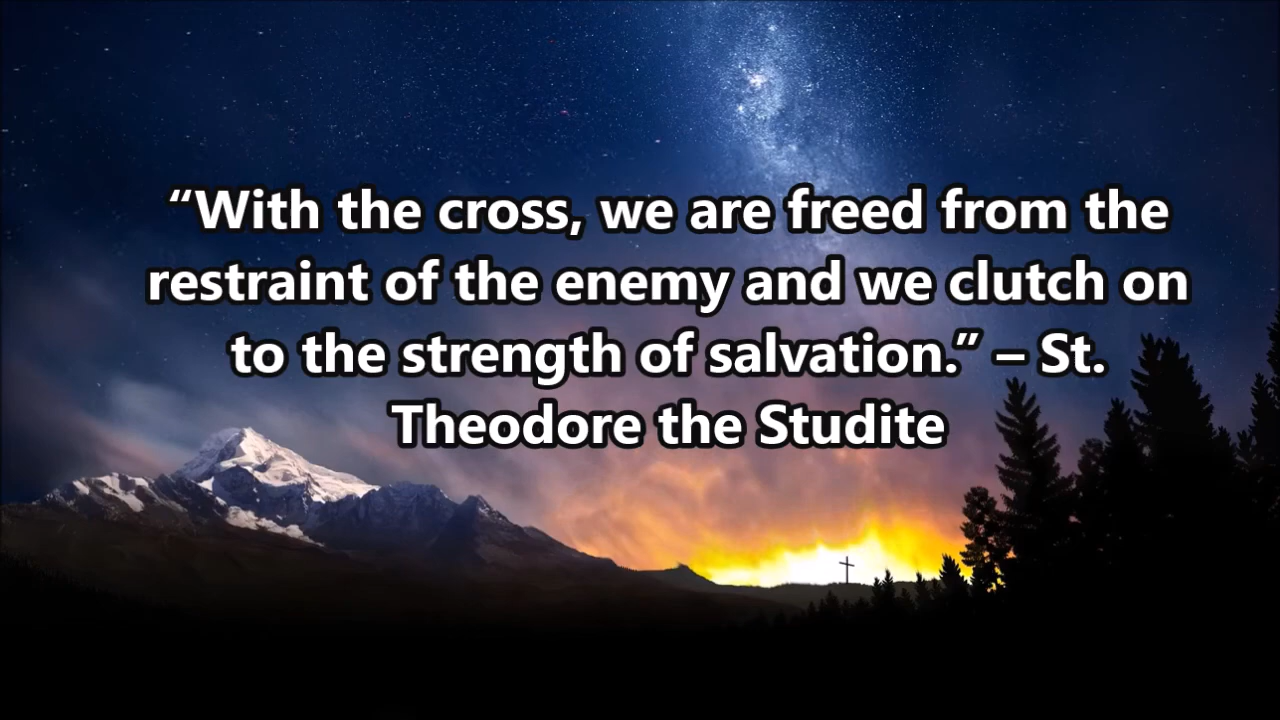 “With the cross, we are freed from the
restraint of the enemy and we clutch on
to the strength of salvation.” – St.
Theodore the Studite